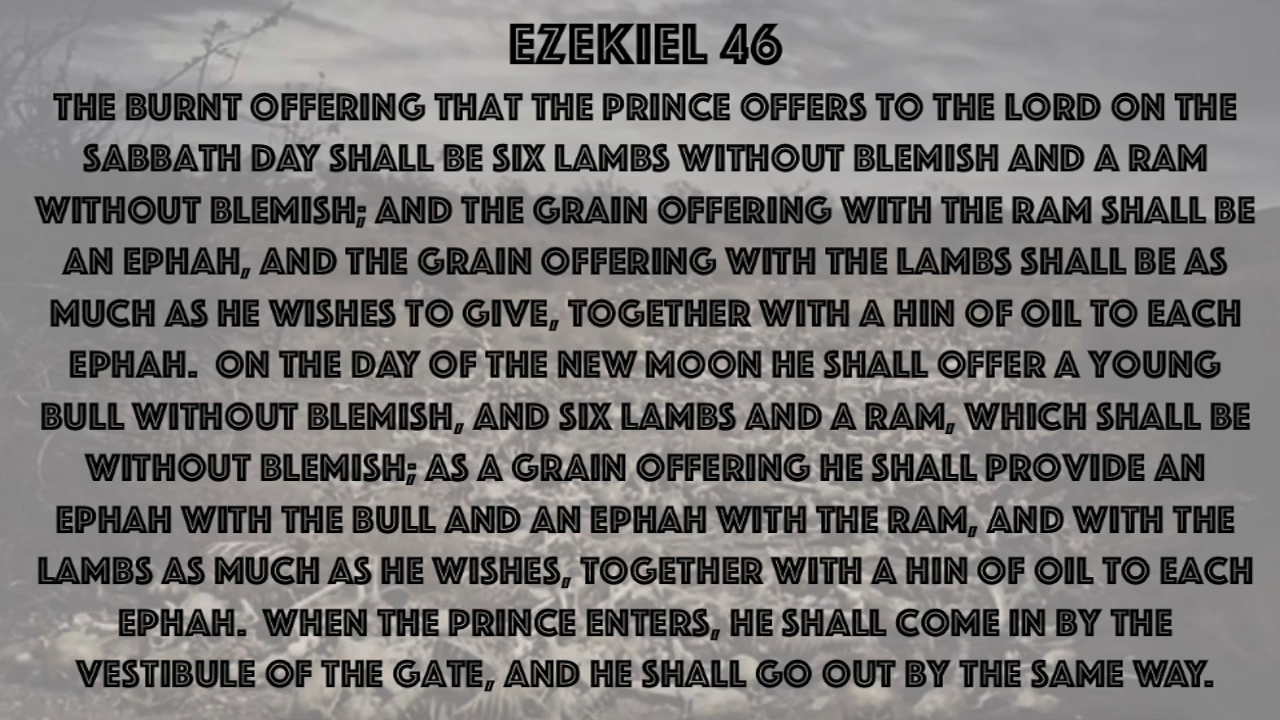 EZEKIEL 46
THE BURNT OFFERING THAT THE PRINCE OFFERS TO THE LORD ON THE
SABBATH DAY SHALL BE SIX LAMBS WITHOUT BLEMISH AND A RAM
WITHOUT BLEMISH; AND THE GRAIN OFFERING WITH THE RAM SHALL BE
AN EPHAH, AND THE GRAIN OFFERING WITH THE LAMBS SHALL BE AS
MUCH AS HE WISHES TO GIVE, TOGETHER WITH A HIN OF OIL TO EACH
EPHAH.  ON THE DAY OF THE NEW MOON HE SHALL OFFER A YOUNG
BULL WITHOUT BLEMISH, AND SIX LAMBS AND A RAM, WHICH SHALL BE
WITHOUT BLEMISH; AS A GRAIN OFFERING HE SHALL PROVIDE AN
EPHAH WITH THE BULL AND AN EPHAH WITH THE RAM, AND WITH THE
LAMBS AS MUCH AS HE WISHES, TOGETHER WITH A HIN OF OIL TO EACH
EPHAH.  WHEN THE PRINCE ENTERS, HE SHALL COME IN BY THE
VESTIBULE OF THE GATE, AND HE SHALL GO OUT BY THE SAME WAY.